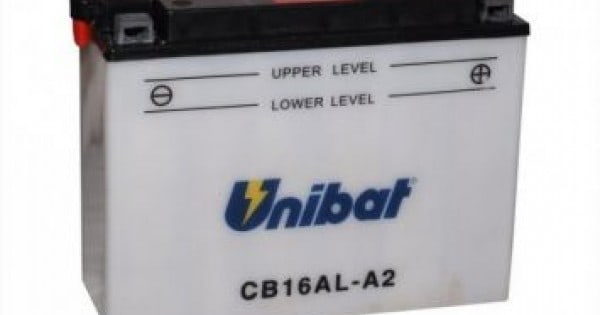 UPPER LEVEL
LOWER LEVEL
Unibat
CB16AL-A2